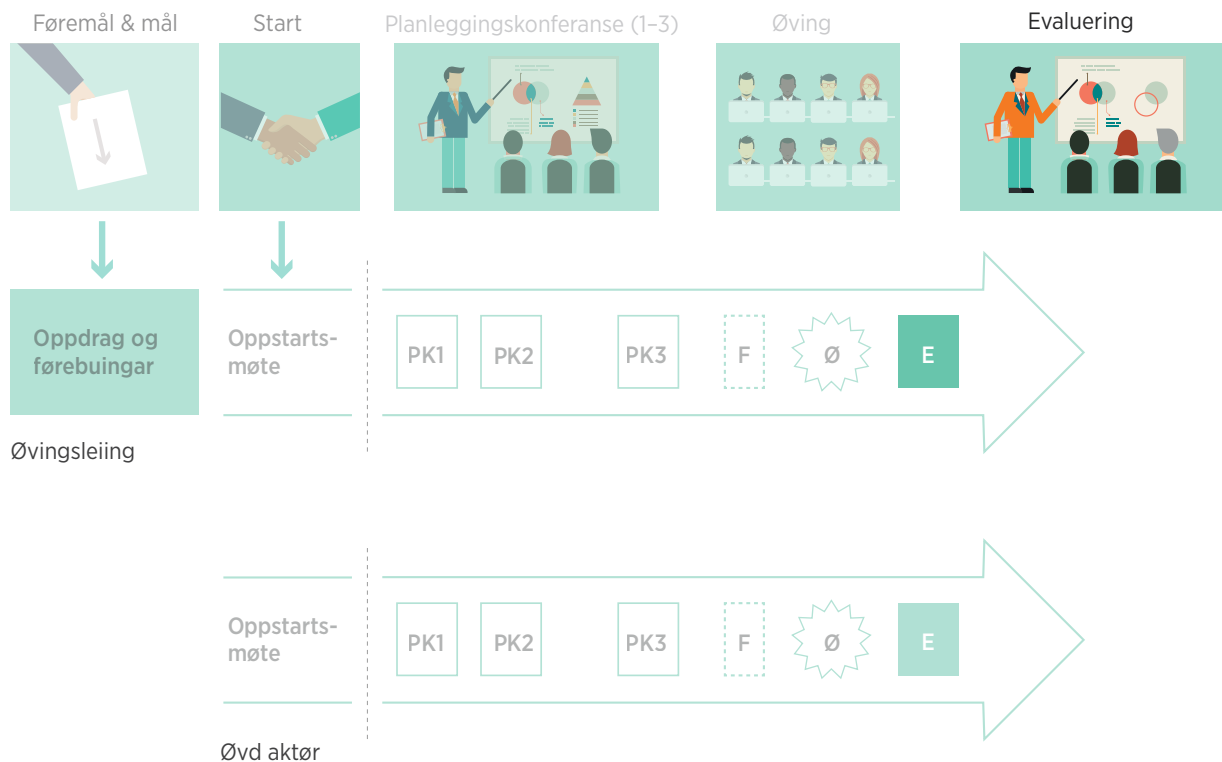 Føremål & mål
Start
Planleggingskonferanse (1–3)
Øving
Evaluering
Oppdrag og
førebuingar
Oppstarts-
møte
PK1
PK2
PK3
F
Ø
E
Øvingsleiing
Oppstarts-
møte
PK1
PK2
PK3
F
Ø
E
Øvd aktør